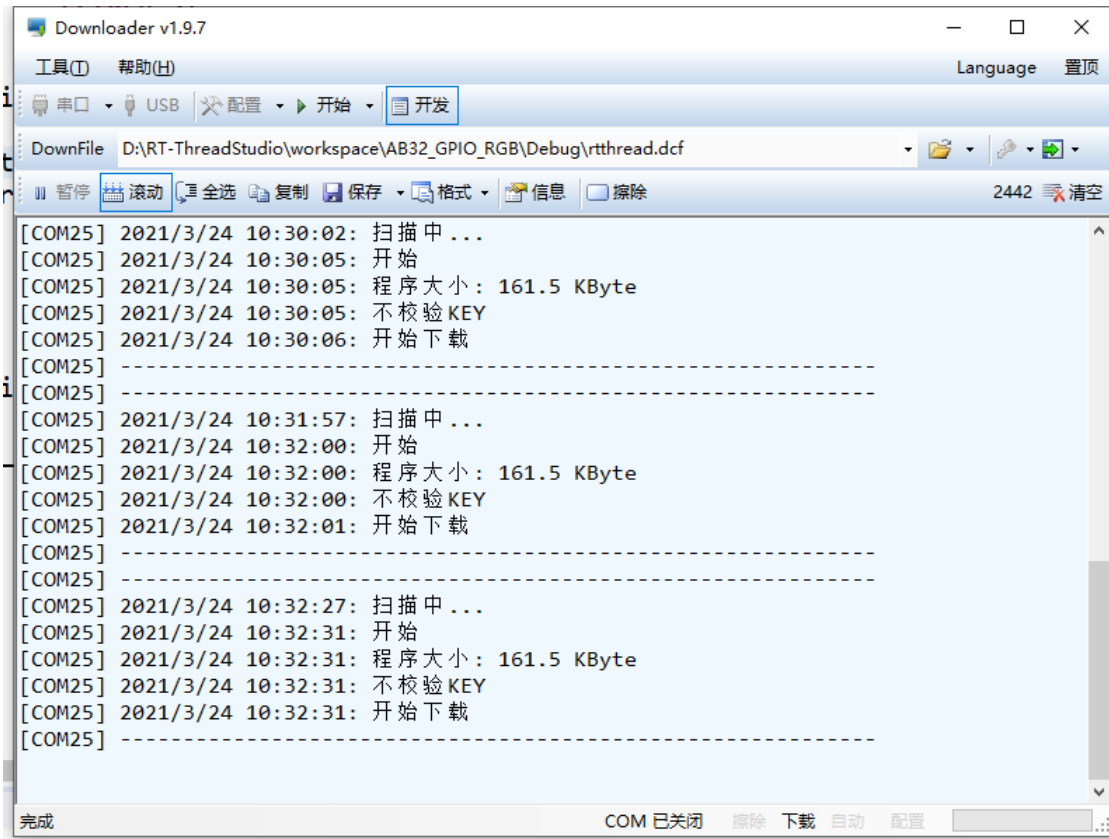 Downloader v1.9.7
工具(T) 帮助(H) Language 置顶
串口 USB 配置 开始 开发
DownFile D:\RT-ThreadStudio\workspace\AB32_GPIO_RGB\Debug\rtthread.dcf
暂停 滚动 全选 复制 保存 格式 信息 擦除 2442 清空
[COM25] 2021/3/24 10:30:02: 扫描中...
[COM25] 2021/3/24 10:30:05: 开始
[COM25] 2021/3/24 10:30:05: 程序大小: 161.5 KByte
[COM25] 2021/3/24 10:30:05: 不校验KEY
[COM25] 2021/3/24 10:30:06: 开始下载
[COM25] ------------------------------------------------------------
[COM25] ------------------------------------------------------------
[COM25] 2021/3/24 10:31:57: 扫描中...
[COM25] 2021/3/24 10:32:00: 开始
[COM25] 2021/3/24 10:32:00: 程序大小: 161.5 KByte
[COM25] 2021/3/24 10:32:00: 不校验KEY
[COM25] 2021/3/24 10:32:01: 开始下载
[COM25] ------------------------------------------------------------
[COM25] ------------------------------------------------------------
[COM25] 2021/3/24 10:32:27: 扫描中...
[COM25] 2021/3/24 10:32:31: 开始
[COM25] 2021/3/24 10:32:31: 程序大小: 161.5 KByte
[COM25] 2021/3/24 10:32:31: 不校验KEY
[COM25] 2021/3/24 10:32:31: 开始下载
[COM25] ------------------------------------------------------------
完成 COM 已关闭 擦除 下载 自动 配置